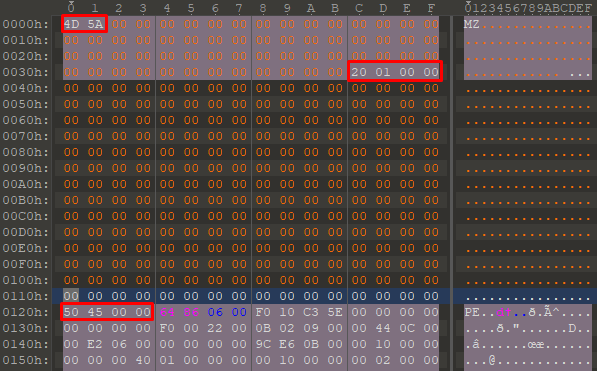 0 1 2 3 4 5 6 7 8 9 A B C D E F 0123456789ABCDEF
0000h: 4D 5A 00 00 00 00 00 00 00 00 00 00 00 00 00 00 MZ..............
0010h: 00 00 00 00 00 00 00 00 00 00 00 00 00 00 00 00 ................
0020h: 00 00 00 00 00 00 00 00 00 00 00 00 00 00 00 00 ................
0030h: 00 00 00 00 00 00 00 00 00 00 00 00 20 01 00 00 ............ ...
0040h: 00 00 00 00 00 00 00 00 00 00 00 00 00 00 00 00 ................
0050h: 00 00 00 00 00 00 00 00 00 00 00 00 00 00 00 00 ................
0060h: 00 00 00 00 00 00 00 00 00 00 00 00 00 00 00 00 ................
0070h: 00 00 00 00 00 00 00 00 00 00 00 00 00 00 00 00 ................
0080h: 00 00 00 00 00 00 00 00 00 00 00 00 00 00 00 00 ................
0090h: 00 00 00 00 00 00 00 00 00 00 00 00 00 00 00 00 ................
00A0h: 00 00 00 00 00 00 00 00 00 00 00 00 00 00 00 00 ................
00B0h: 00 00 00 00 00 00 00 00 00 00 00 00 00 00 00 00 ................
00C0h: 00 00 00 00 00 00 00 00 00 00 00 00 00 00 00 00 ................
00D0h: 00 00 00 00 00 00 00 00 00 00 00 00 00 00 00 00 ................
00E0h: 00 00 00 00 00 00 00 00 00 00 00 00 00 00 00 00 ................
00F0h: 00 00 00 00 00 00 00 00 00 00 00 00 00 00 00 00 ................
0100h: 00 00 00 00 00 00 00 00 00 00 00 00 00 00 00 00 ................
0110h: 00 00 00 00 00 00 00 00 00 00 00 00 00 00 00 00 ................
0120h: 50 45 00 00 06 00 F0 10 C3 5E 00 00 00 00 PE....ð.Ã^....
0130h: 00 00 00 00 F0 00 22 00 0B 02 09 00 00 44 0C 00 ....ð."......D..
0140h: 00 E2 06 00 00 00 00 00 9C E6 0B 00 00 10 00 00 .â......œæ......
0150h: 00 00 00 40 01 00 00 00 00 10 00 00 00 02 00 00 ...@............